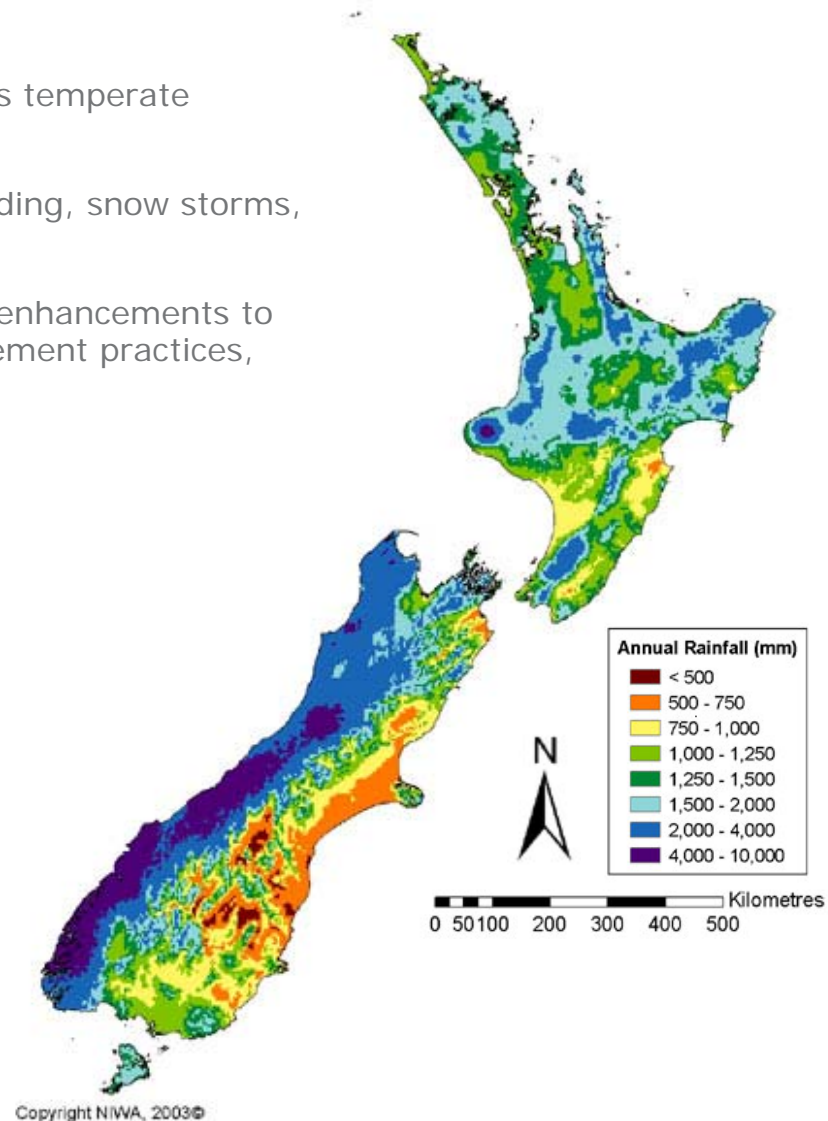 s temperate
ding, snow storms,
enhancements to
ement practices,
Annual Rainfall (mm)
< 500
500 - 750
750 - 1,000
1,000 - 1,250
1,250 - 1,500
1,500 - 2,000
2,000 - 4,000
4,000 - 10,000
N
Kilometres
0 50 100 200 300 400 500
Copyright NIWA, 2003©